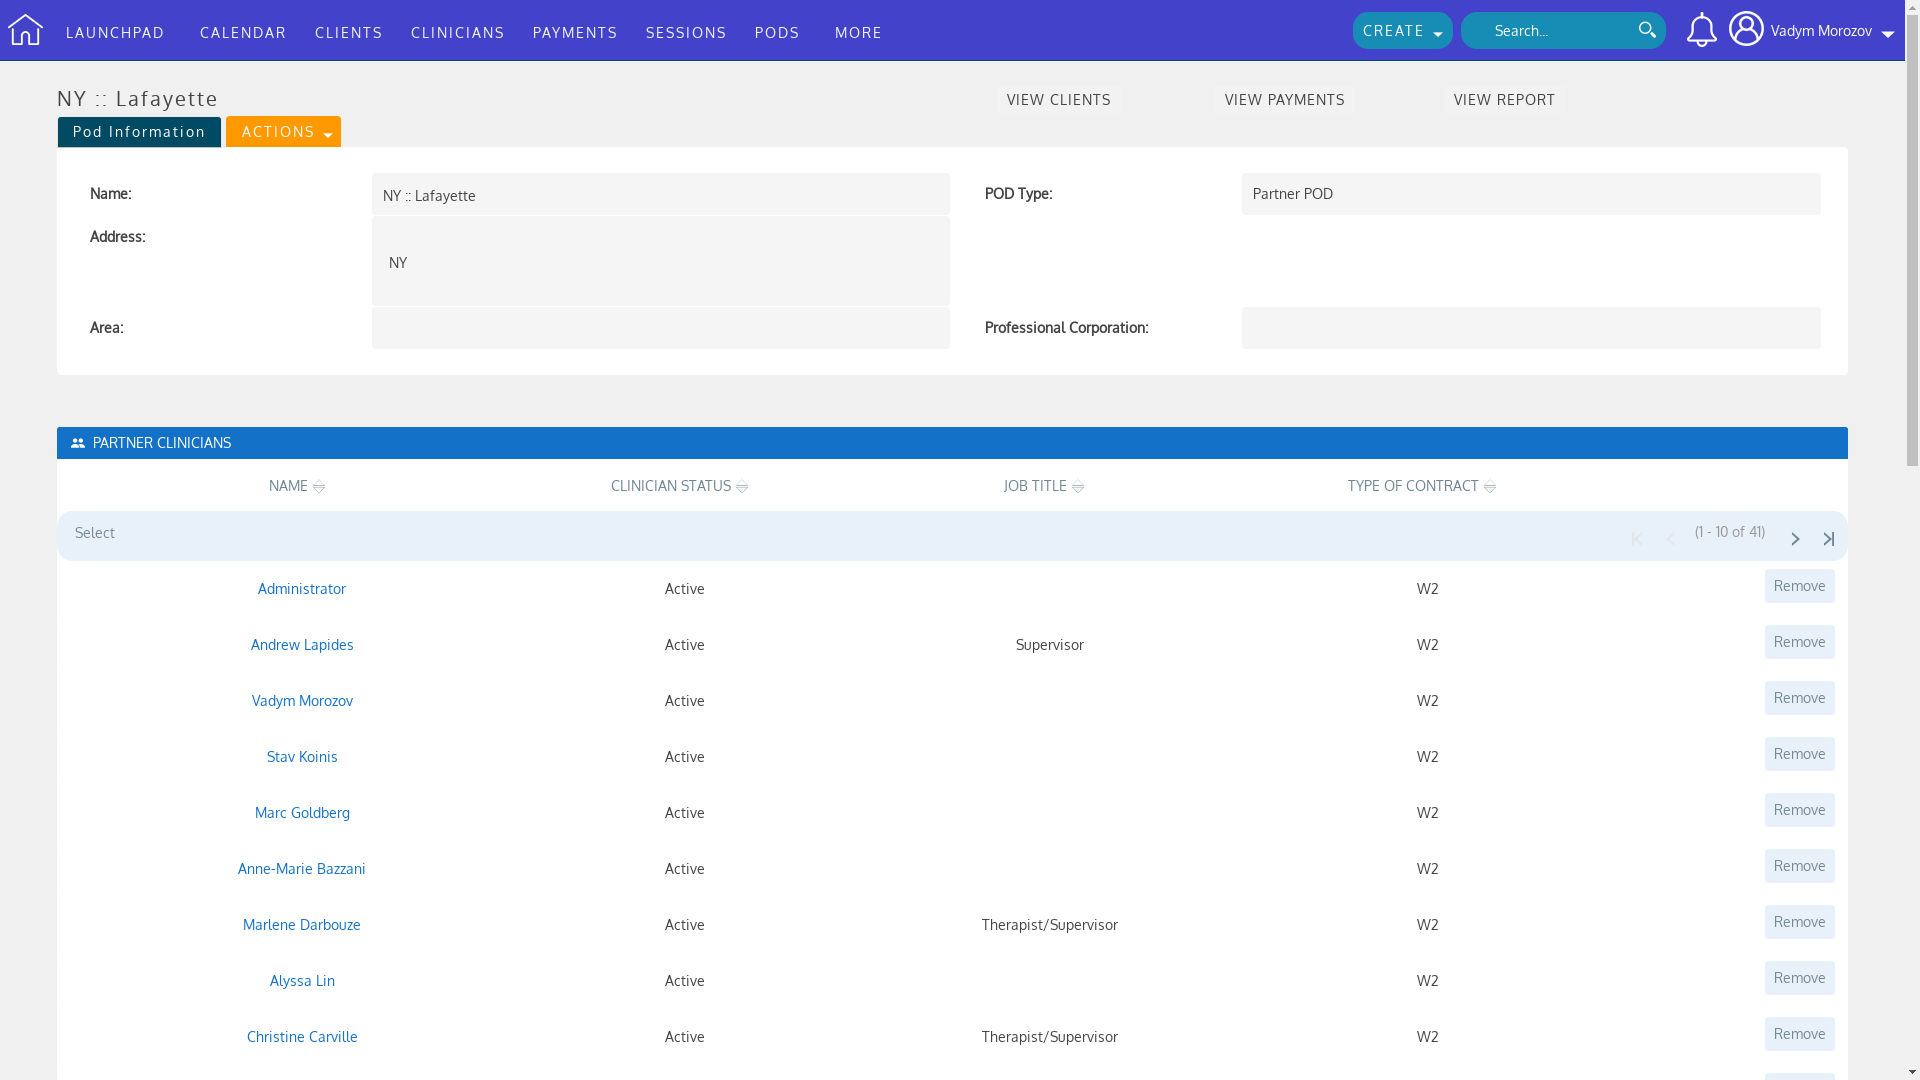 LAUNCHPAD CALENDAR CLIENTS CLINICIANS PAYMENTS SESSIONS PODS MORE CREATE Search... Vadym Morozov
NY :: Lafayette
VIEW CLIENTS VIEW PAYMENTS VIEW REPORT
Pod Information ACTIONS
Name: NY :: Lafayette POD Type: Partner POD
Address: NY
Area: Professional Corporation:
PARTNER CLINICIANS
NAME CLINICIAN STATUS JOB TITLE TYPE OF CONTRACT
Select (1 - 10 of 41)
Administrator Active W2 Remove
Andrew Lapides Active Supervisor W2 Remove
Vadym Morozov Active W2 Remove
Stav Koinis Active W2 Remove
Marc Goldberg Active W2 Remove
Anne-Marie Bazzani Active W2 Remove
Marlene Darbouze Active Therapist/Supervisor W2 Remove
Alyssa Lin Active W2 Remove
Christine Carville Active Therapist/Supervisor W2 Remove